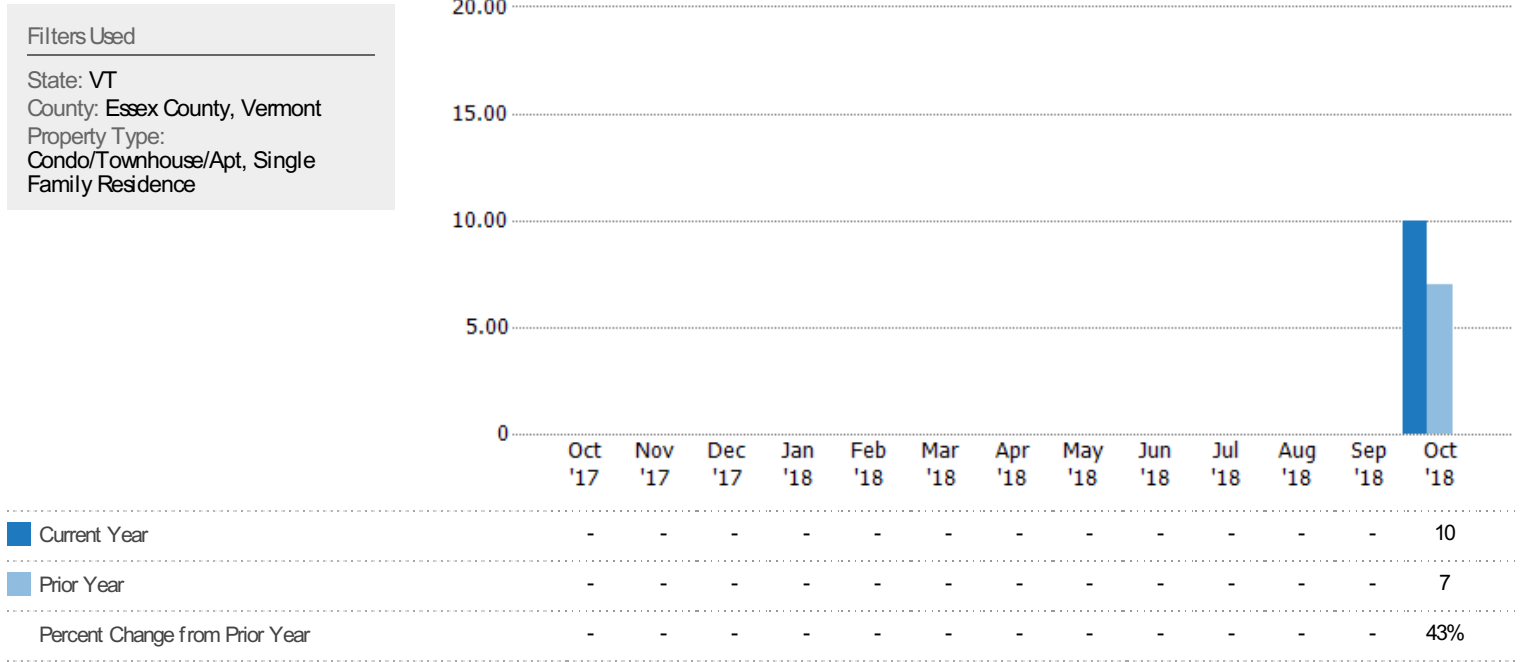 Filters Used
State: VT
County: Essex County, Vermont
Property Type:
Condo/Townhouse/Apt, Single
Family Residence
20.00
15.00
10.00
5.00
0
Oct Nov Dec Jan Feb Mar Apr May Jun Jul Aug Sep Oct
'17 '17 '17 '18 '18 '18 '18 '18 '18 '18 '18 '18 '18
Current Year - - - - - - - - - - - - 10
Prior Year - - - - - - - - - - - - 7
Percent Change from Prior Year - - - - - - - - - - - - 43%